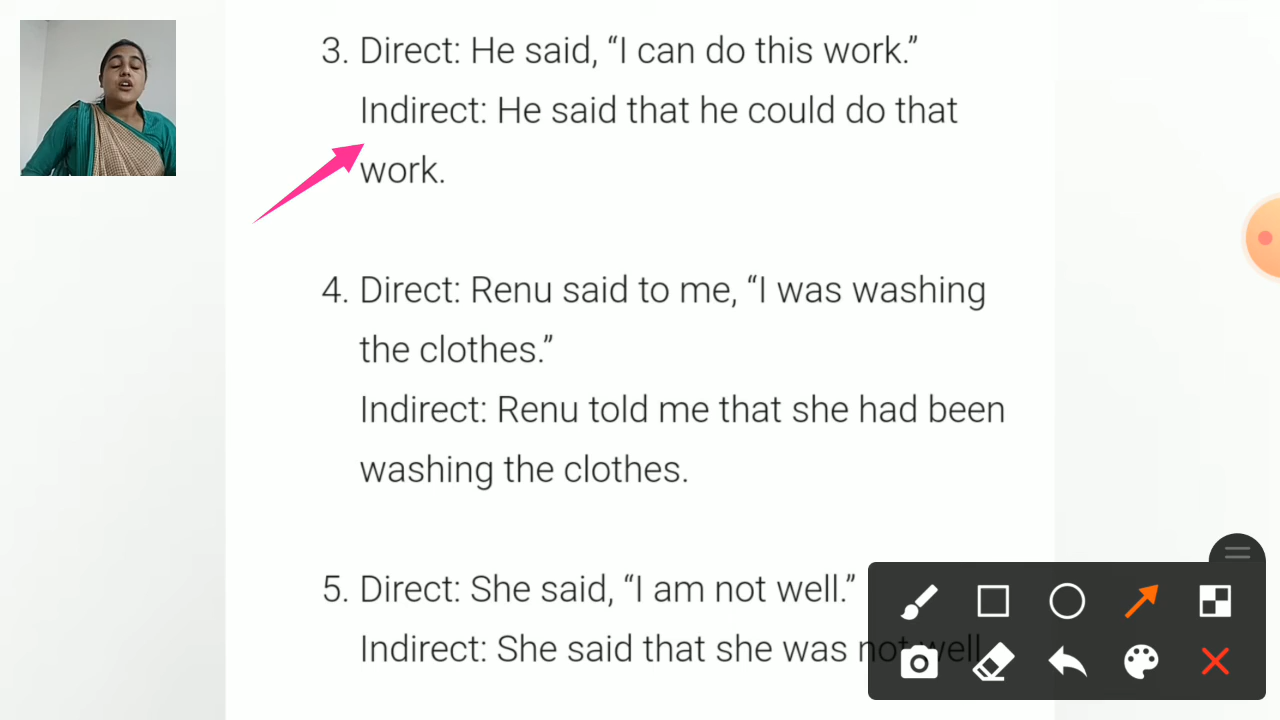 3. Direct: He said, “I can do this work.”
Indirect: He said that he could do that
work.
4. Direct: Renu said to me, “I was washing
the clothes.”
Indirect: Renu told me that she had been
washing the clothes.
5. Direct: She said, “I am not well.”
Indirect: She said that she was not well